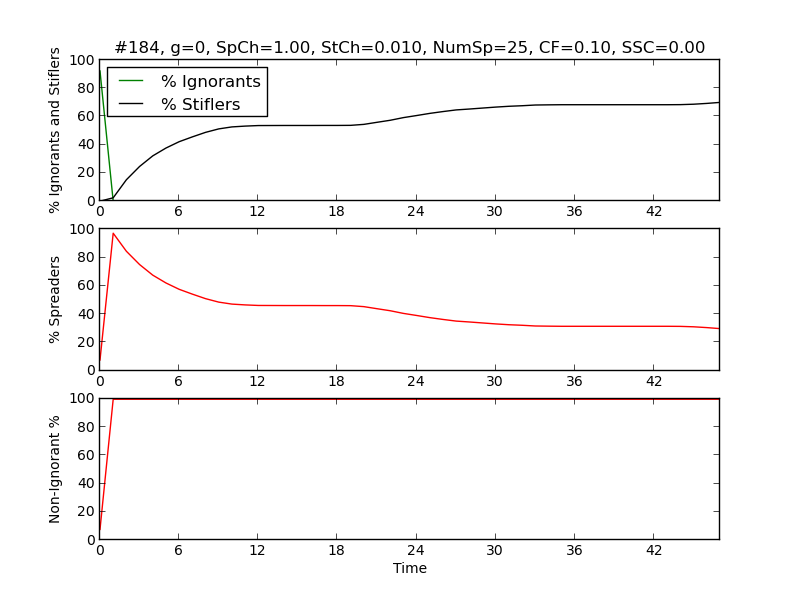 #184, g=0, SpCh=1.00, StCh=0.010, NumSp=25, CF=0.10, SSC=0.00
% Ignorants and Stiflers
100
80
60
40
20
0
% Ignorants
% Stiflers
0 6 12 18 24 30 36 42
% Spreaders
100
80
60
40
20
0
0 6 12 18 24 30 36 42
Non-Ignorant %
100
80
60
40
20
0
0 6 12 18 24 30 36 42
Time